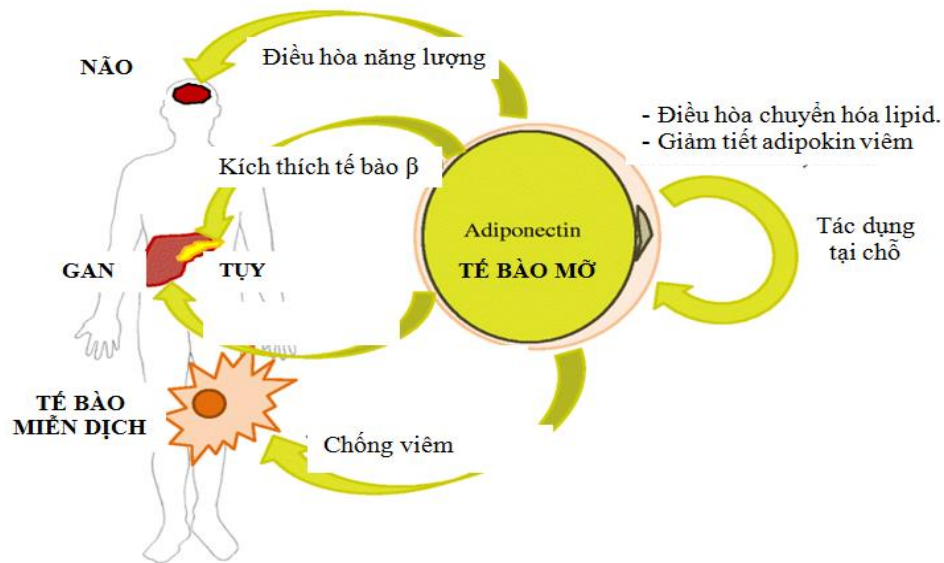 NÃO
Điều hòa năng lượng
- Điều hòa chuyển hóa lipid.
- Giảm tiết adipokin viêm
Kích thích tế bào β
Adiponectin
TẾ BÀO MỠ
Tác dụng
tại chỗ
GAN
TỤY
TẾ BÀO
MIỄN DỊCH
Chống viêm